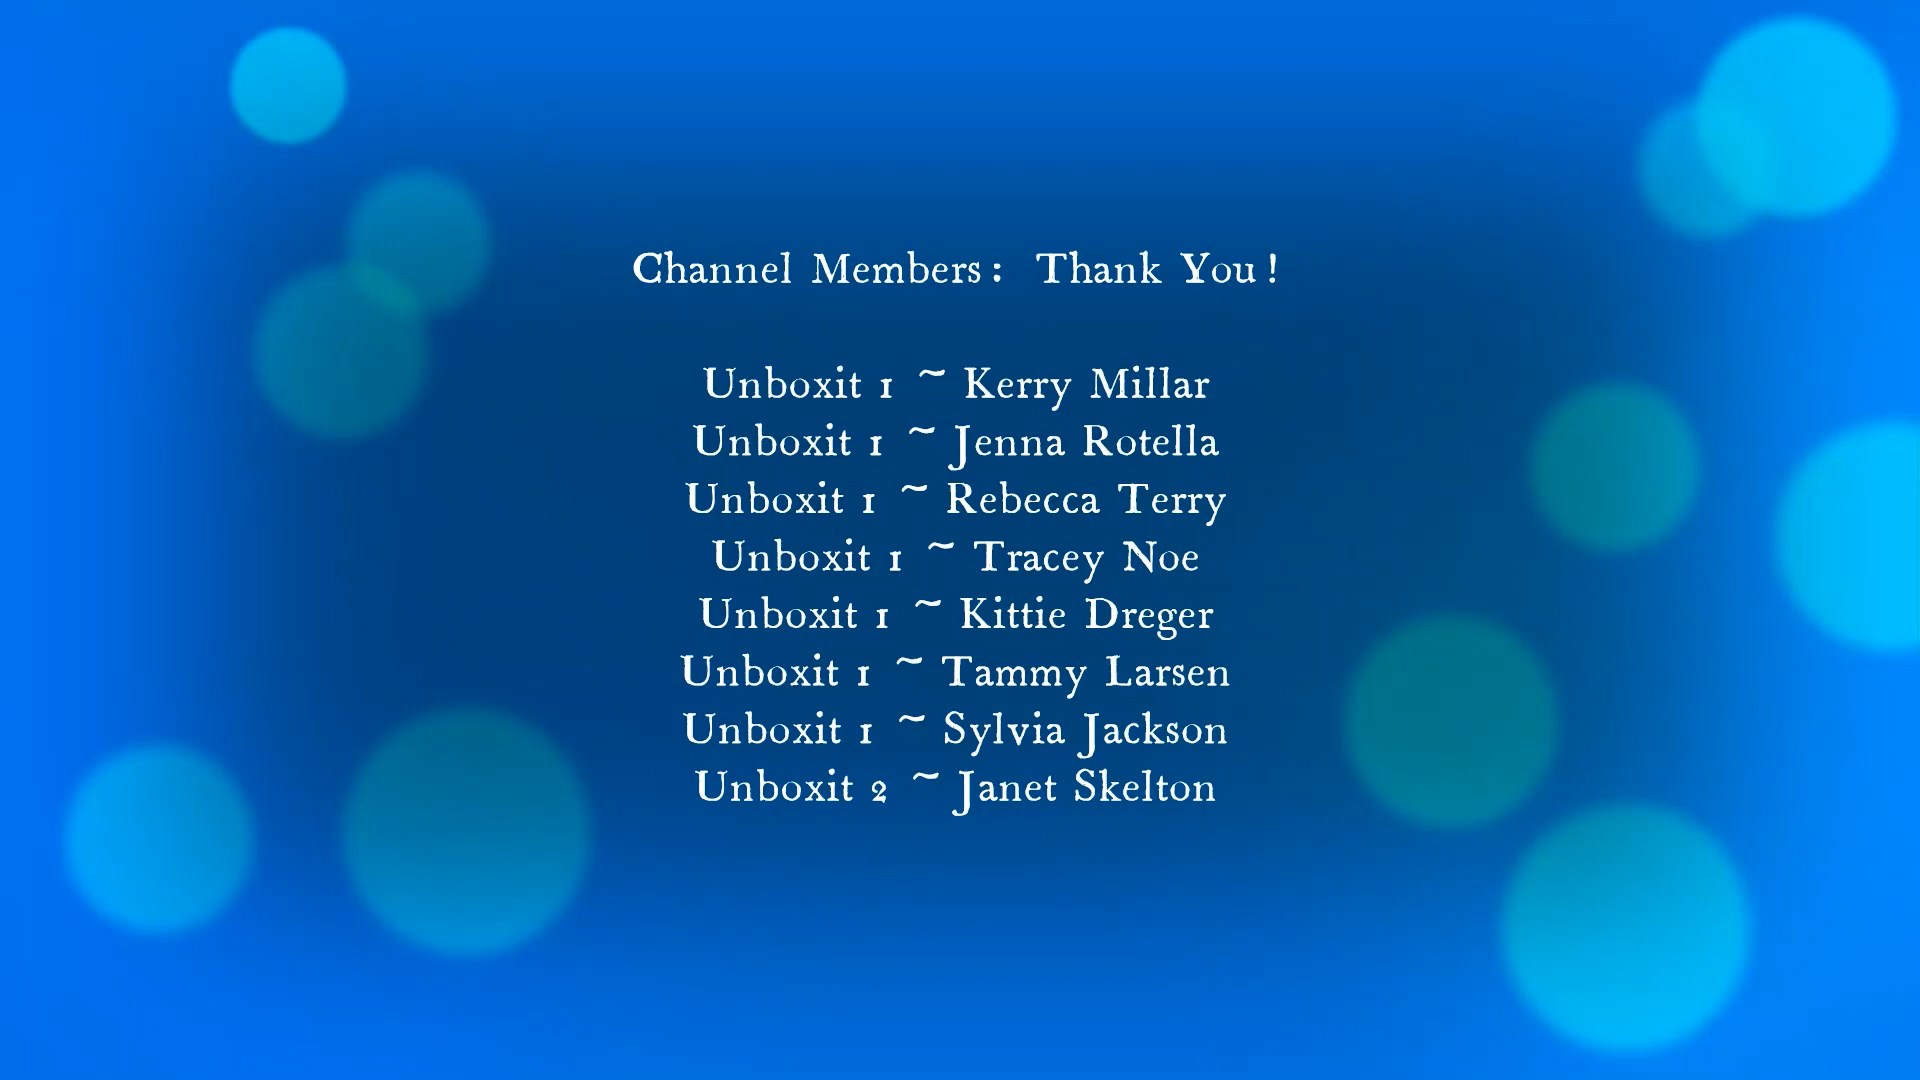 Channel Members: Thank You!
Unboxit 1 ~ Kerry Millar
Unboxit 1 ~ Jenna Rotella
Unboxit 1 ~ Rebecca Terry
Unboxit 1 ~ Tracey Noe
Unboxit 1 ~ Kittie Dreger
Unboxit 1 ~ Tammy Larsen
Unboxit 1 ~ Sylvia Jackson
Unboxit 2 ~ Janet Skelton